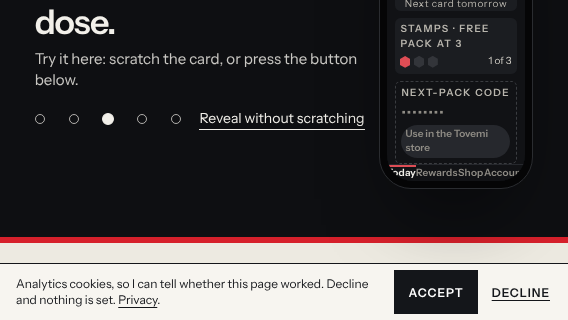 dose.
Try it here: scratch the card, or press the button
below.
Reveal without scratching
Next card tomorrow
STAMPS · FREE
PACK AT 3
1 of 3
NEXT-PACK CODE
Use in the Tovemi
store
oday Rewards Shop Accoun
Analytics cookies, so I can tell whether this page worked. Decline
and nothing is set. Privacy.
ACCEPT
DECLINE